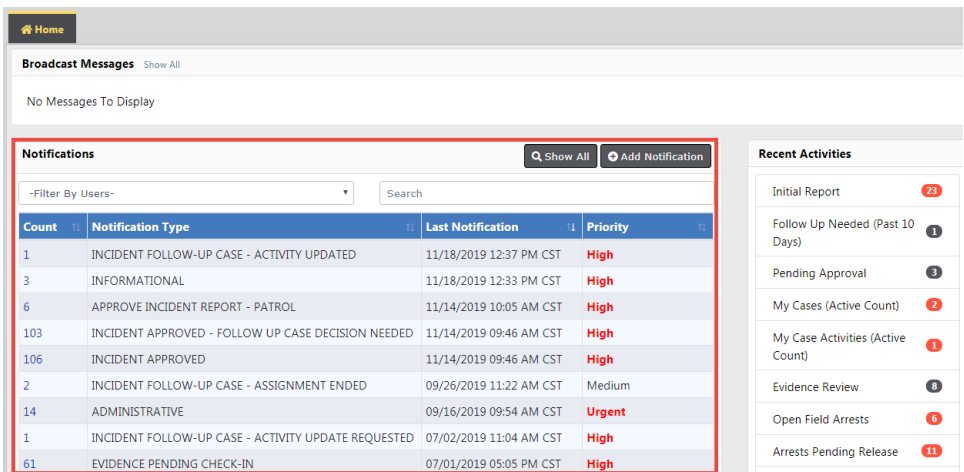 Home
Broadcast Messages Show All
No Messages To Display
Notifications
Show All
Add Notification
-Filter By Users-
Search
Count Notification Type Last Notification Priority
1 INCIDENT FOLLOW-UP CASE - ACTIVITY UPDATED 11/18/2019 12:37 PM CST High
3 INFORMATIONAL 11/18/2019 12:33 PM CST High
6 APPROVE INCIDENT REPORT - PATROL 11/14/2019 10:05 AM CST High
103 INCIDENT APPROVED - FOLLOW UP CASE DECISION NEEDED 11/14/2019 09:46 AM CST High
106 INCIDENT APPROVED 11/14/2019 09:46 AM CST High
2 INCIDENT FOLLOW-UP CASE - ASSIGNMENT ENDED 09/26/2019 11:22 AM CST Medium
14 ADMINISTRATIVE 09/16/2019 09:54 AM CST Urgent
1 INCIDENT FOLLOW-UP CASE - ACTIVITY UPDATE REQUESTED 07/02/2019 11:04 AM CST High
61 EVIDENCE PENDING CHECK-IN 07/01/2019 05:05 PM CST High
Recent Activities
Initial Report 23
Follow Up Needed (Past 10
Days) 1
Pending Approval 3
My Cases (Active Count) 2
My Case Activities (Active
Count) 1
Evidence Review 8
Open Field Arrests 6
Arrests Pending Release 11